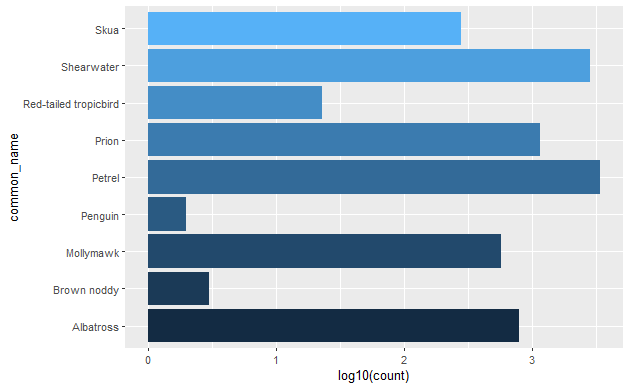 common_name
Skua
Shearwater
Red-tailed tropicbird
Prion
Petrel
Penguin
Mollymawk
Brown noddy
Albatross
0 1 2 3
log10(count)